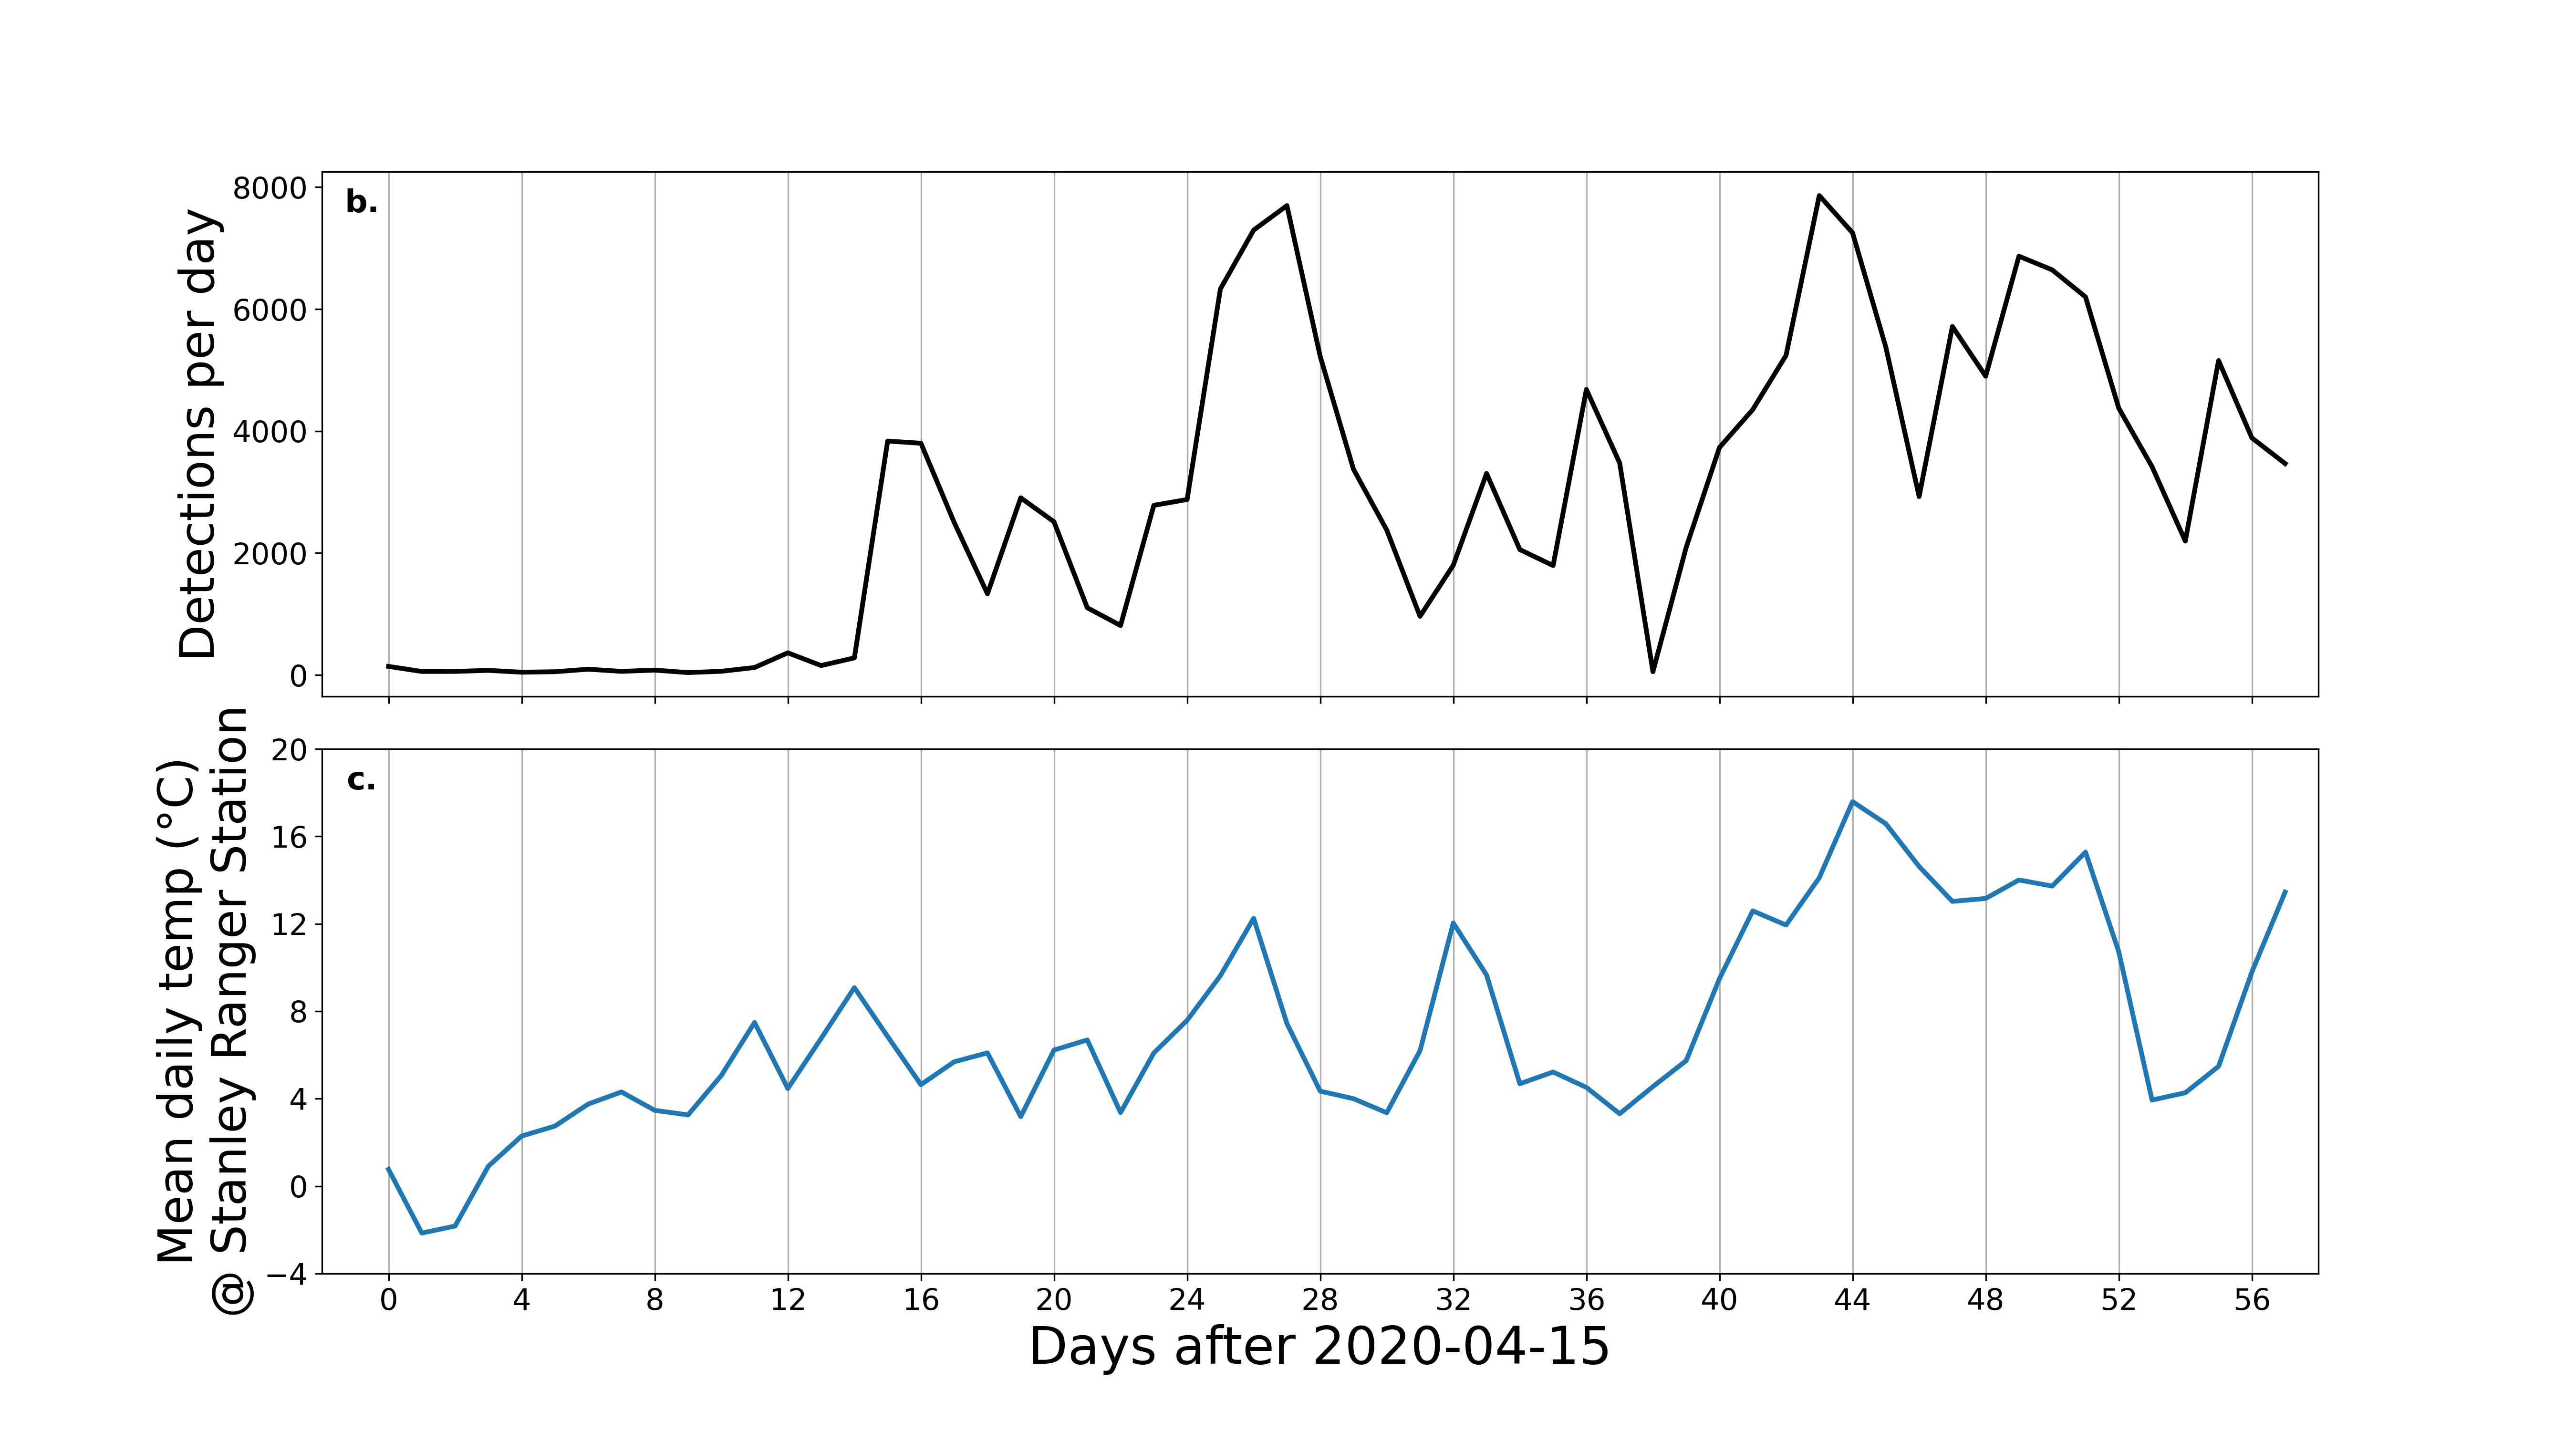 b.
Detections per day
8000
6000
4000
2000
0
c.
Mean daily temp (°C)
@ Stanley Ranger Station
20
16
12
8
4
0
−4
0 4 8 12 16 20 24 28 32 36 40 44 48 52 56
Days after 2020-04-15